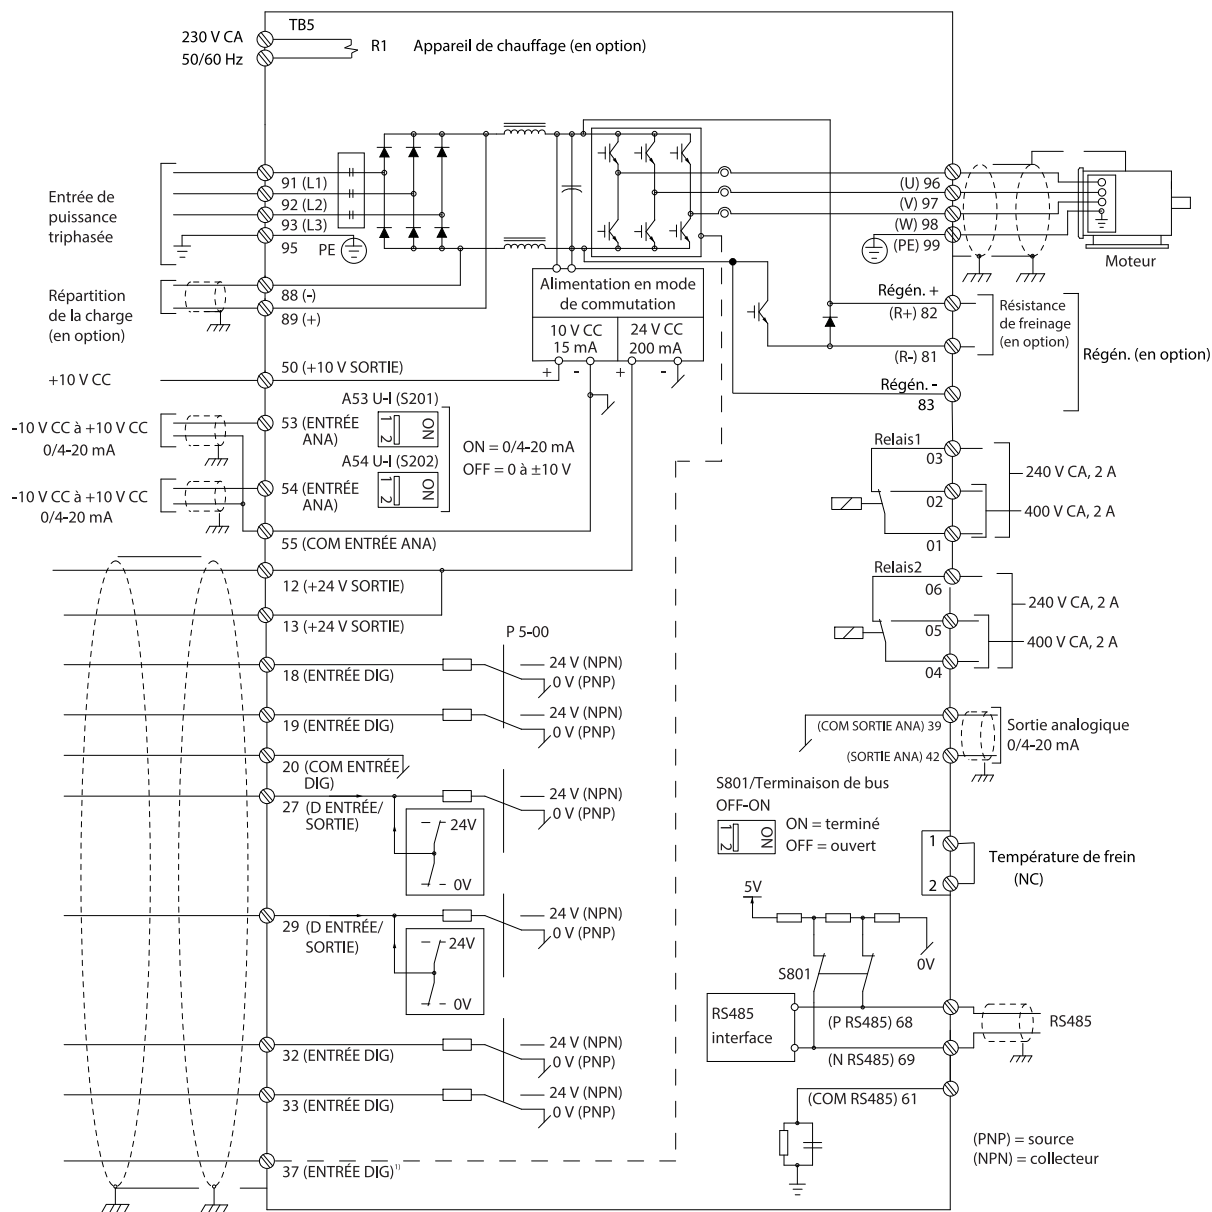 230 V CA
50/60 Hz
TB5
R1
Appareil de chauffage (en option)
Entrée de
puissance
triphasée
91 (L1)
92 (L2)
93 (L3)
95
PE
(U) 96
(V) 97
(W) 98
(PE) 99
Moteur
Répartition
de la charge
(en option)
88 (-)
89 (+)
Alimentation en mode
de commutation
10 V CC
15 mA
24 V CC
200 mA
+ - + -
Régén. +
(R+) 82
Résistance
de freinage
(en option)
(R-) 81
Régén. (en option)
Régén. -
83
+10 V CC
50 (+10 V SORTIE)
-10 V CC à +10 V CC
0/4-20 mA
53 (ENTRÉE
ANA)
A53 U-I (S201)
1 2
ON
A54 U-I (S202)
1 2
ON
ON = 0/4-20 mA
OFF = 0 à ±10 V
-10 V CC à +10 V CC
0/4-20 mA
54 (ENTRÉE
ANA)
55 (COM ENTRÉE ANA)
Relais1
03
02
01
240 V CA, 2 A
400 V CA, 2 A
12 (+24 V SORTIE)
13 (+24 V SORTIE)
Relais2
06
05
04
240 V CA, 2 A
400 V CA, 2 A
P 5-00
18 (ENTRÉE DIG)
24 V (NPN)
0 V (PNP)
19 (ENTRÉE DIG)
24 V (NPN)
0 V (PNP)
20 (COM ENTRÉE
DIG)
27 (D ENTRÉE/
SORTIE)
24V
0V
24 V (NPN)
0 V (PNP)
29 (D ENTRÉE/
SORTIE)
24V
0V
24 V (NPN)
0 V (PNP)
32 (ENTRÉE DIG)
24 V (NPN)
0 V (PNP)
33 (ENTRÉE DIG)
24 V (NPN)
0 V (PNP)
37 (ENTRÉE DIG) 1)
(COM SORTIE ANA) 39
(SORTIE ANA) 42
Sortie analogique
0/4-20 mA
S801/Terminaison de bus
OFF-ON
1 2
ON
ON = terminé
OFF = ouvert
1
2
Température de frein
(NC)
5V
0V
S801
RS485
interface
(P RS485) 68
(N RS485) 69
RS485
(COM RS485) 61
(PNP) = source
(NPN) = collecteur